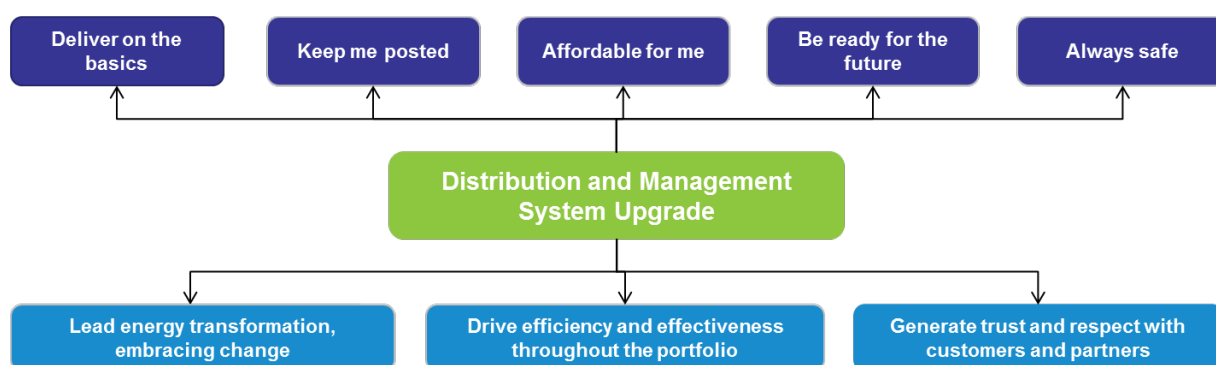 Deliver on the
basics
Keep me posted
Affordable for me
Be ready for the
future
Always safe
Distribution and Management
System Upgrade
Lead energy transformation,
embracing change
Drive efficiency and effectiveness
throughout the portfolio
Generate trust and respect with
customers and partners